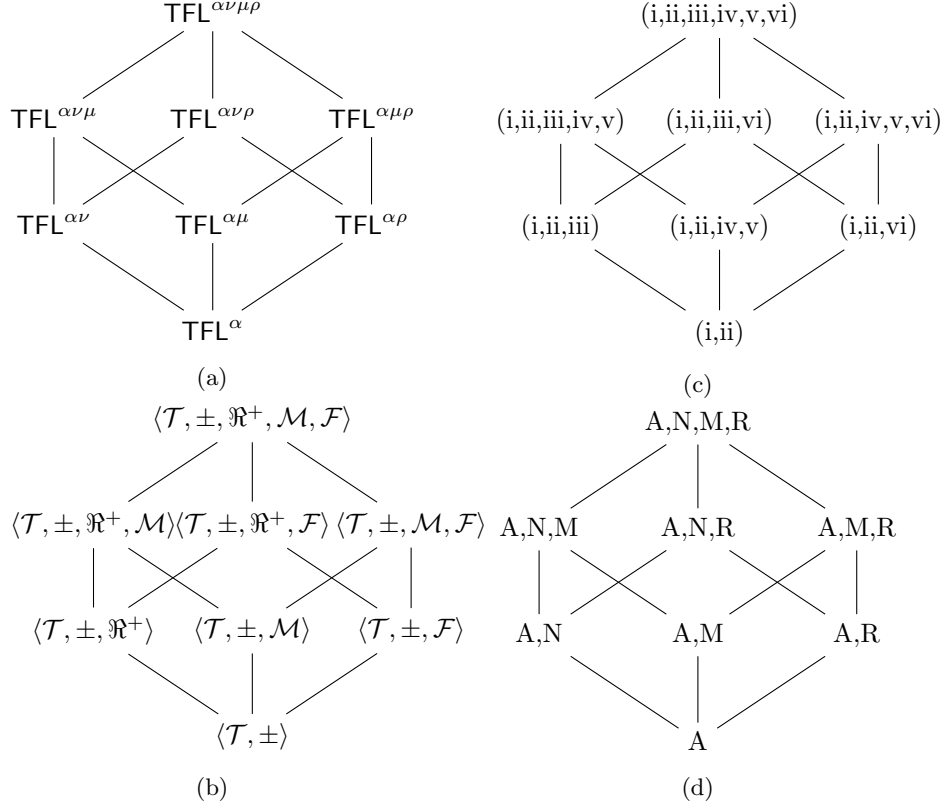 TFL^{ανμρ}
TFL^{ανμ} TFL^{ανρ} TFL^{αμρ}
TFL^{αν} TFL^{αμ} TFL^{αρ}
TFL^{α}
(a)
(i,ii,iii,iv,v,vi)
(i,ii,iii,iv,v) (i,ii,iii,vi) (i,ii,iv,v,vi)
(i,ii,iii) (i,ii,iv,v) (i,ii,vi)
(i,ii)
(c)
⟨𝒯, ±, ℜ⁺, ℳ, ℱ⟩
⟨𝒯, ±, ℜ⁺, ℳ⟩ ⟨𝒯, ±, ℜ⁺, ℱ⟩ ⟨𝒯, ±, ℳ, ℱ⟩
⟨𝒯, ±, ℜ⁺⟩ ⟨𝒯, ±, ℳ⟩ ⟨𝒯, ±, ℱ⟩
⟨𝒯, ±⟩
(b)
A,N,M,R
A,N,M A,N,R A,M,R
A,N A,M A,R
A
(d)